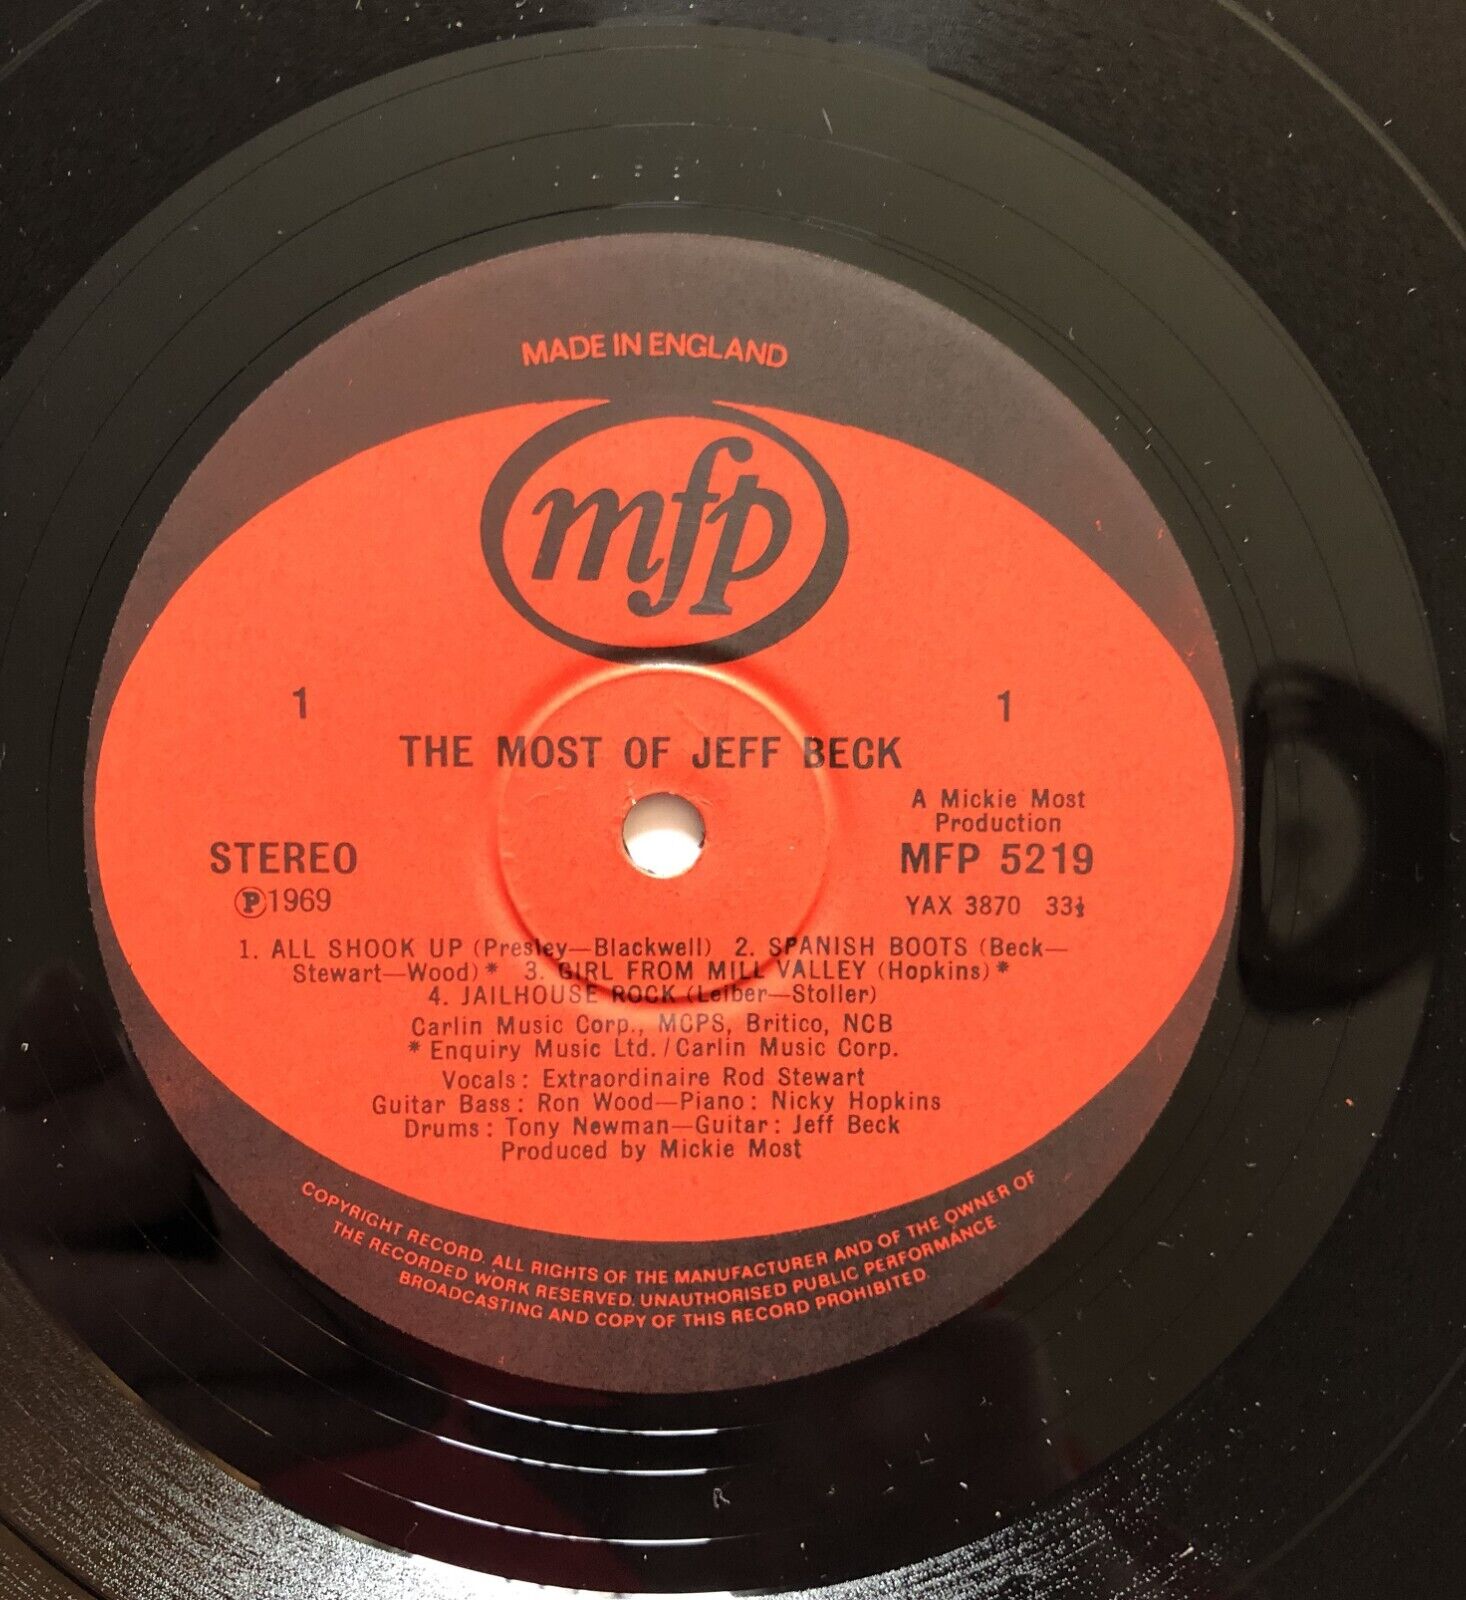 MADE IN ENGLAND
mfp
1 1
THE MOST OF JEFF BECK
A Mickie Most
Production
STEREO MFP 5219
Ⓟ1969 YAX 3870 33⅓
1. ALL SHOOK UP (Presley—Blackwell) 2. SPANISH BOOTS (Beck—
Stewart—Wood)* 3. GIRL FROM MILL VALLEY (Hopkins)*
4. JAILHOUSE ROCK (Leiber—Stoller)
Carlin Music Corp., MCPS, Britico, NCB
* Enquiry Music Ltd./Carlin Music Corp.
Vocals: Extraordinaire Rod Stewart
Guitar Bass: Ron Wood—Piano: Nicky Hopkins
Drums: Tony Newman—Guitar: Jeff Beck
Produced by Mickie Most
COPYRIGHT RECORD. ALL RIGHTS OF THE MANUFACTURER AND OF THE OWNER OF
THE RECORDED WORK RESERVED. UNAUTHORISED PUBLIC PERFORMANCE.
BROADCASTING AND COPY OF THIS RECORD PROHIBITED.
R